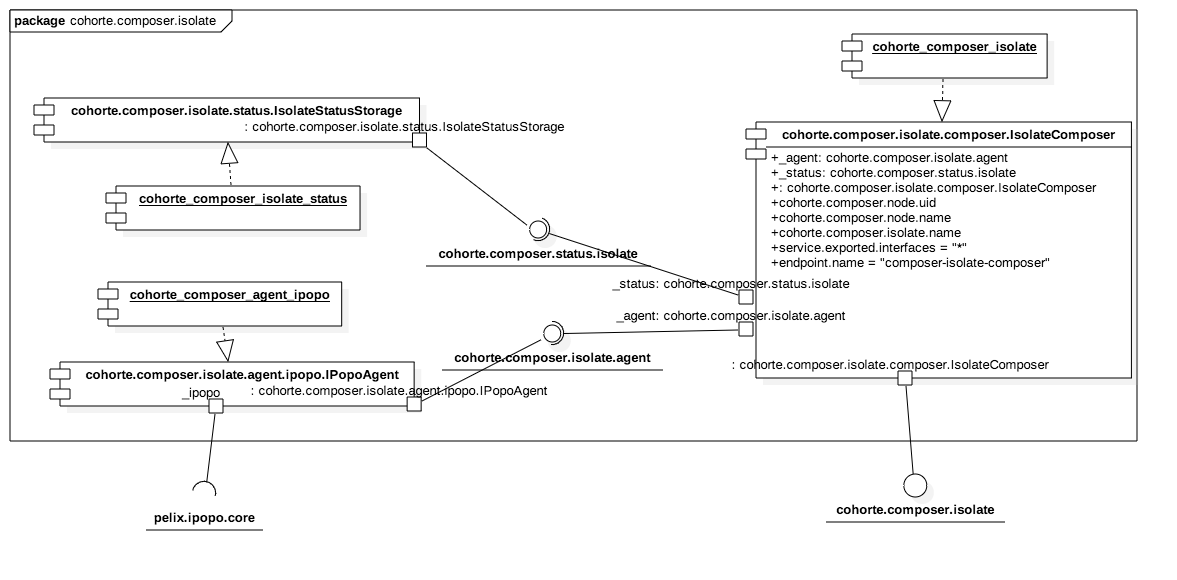 package cohorte.composer.isolate
cohorte_composer_isolate
cohorte.composer.isolate.status.IsolateStatusStorage
: cohorte.composer.isolate.status.IsolateStatusStorage
cohorte_composer_isolate_status
cohorte.composer.isolate.composer.IsolateComposer
+_agent: cohorte.composer.isolate.agent
+_status: cohorte.composer.status.isolate
+: cohorte.composer.isolate.composer.IsolateComposer
+cohorte.composer.node.uid
+cohorte.composer.node.name
+cohorte.composer.isolate.name
+service.exported.interfaces = "*"
+endpoint.name = "composer-isolate-composer"
cohorte.composer.status.isolate
_status: cohorte.composer.status.isolate
cohorte_composer_agent_ipopo
_agent: cohorte.composer.isolate.agent
cohorte.composer.isolate.agent
cohorte.composer.isolate.agent.ipopo.IPopoAgent
_ipopo
: cohorte.composer.isolate.agent.ipopo.IPopoAgent
: cohorte.composer.isolate.composer.IsolateComposer
pelix.ipopo.core
cohorte.composer.isolate